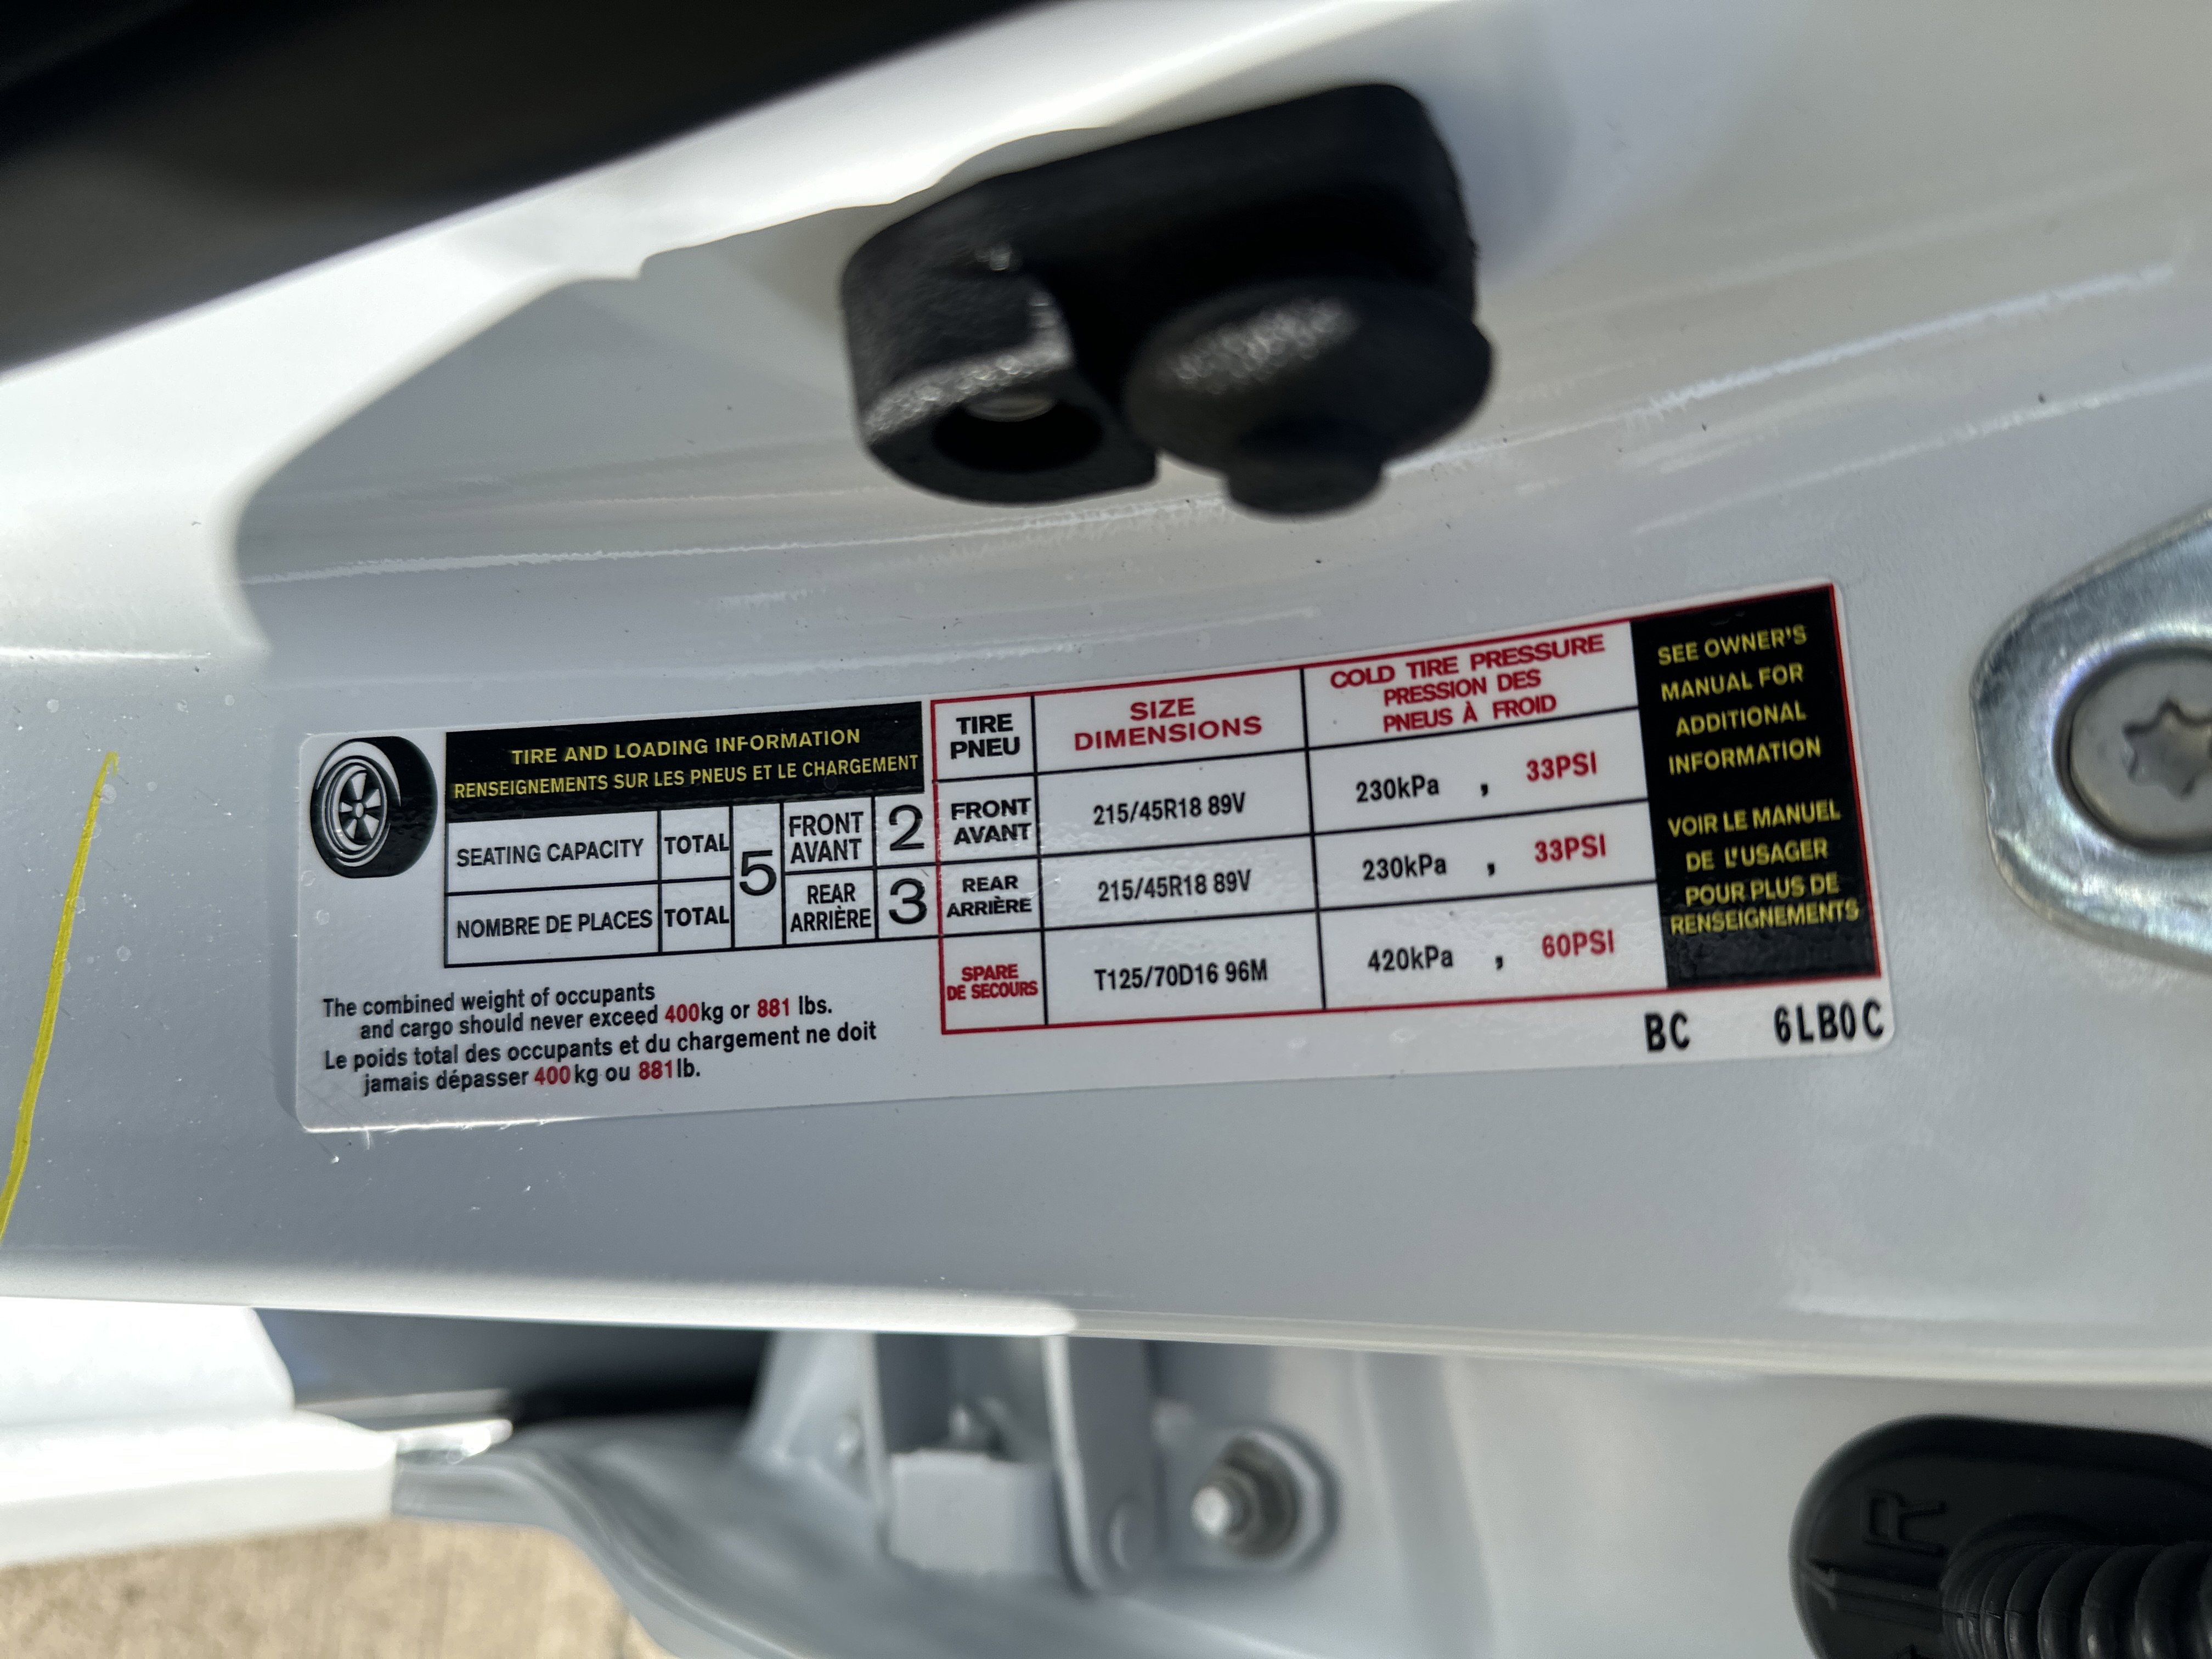 TIRE AND LOADING INFORMATION
RENSEIGNEMENTS SUR LES PNEUS ET LE CHARGEMENT
SEATING CAPACITY TOTAL 5 FRONT AVANT 2
NOMBRE DE PLACES TOTAL REAR ARRIÈRE 3
The combined weight of occupants
and cargo should never exceed 400kg or 881 lbs.
Le poids total des occupants et du chargement ne doit
jamais dépasser 400kg ou 881lb.
TIRE PNEU SIZE DIMENSIONS COLD TIRE PRESSURE
PRESSION DES
PNEUS À FROID
FRONT AVANT 215/45R18 89V 230kPa , 33PSI
REAR ARRIÈRE 215/45R18 89V 230kPa , 33PSI
SPARE DE SECOURS T125/70D16 96M 420kPa , 60PSI
SEE OWNER'S
MANUAL FOR
ADDITIONAL
INFORMATION
VOIR LE MANUEL
DE L'USAGER
POUR PLUS DE
RENSEIGNEMENTS
BC 6LB0C